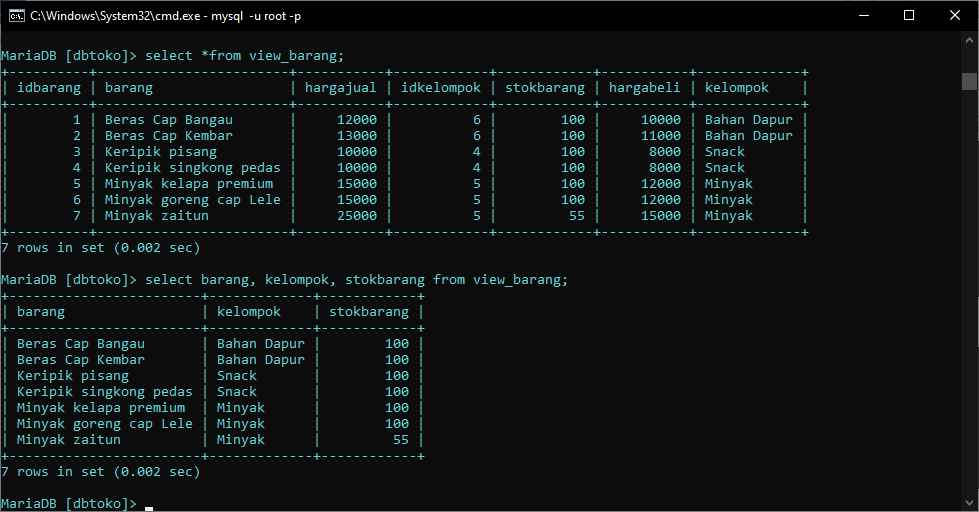 C:\Windows\System32\cmd.exe - mysql  -u root -p
MariaDB [dbtoko]> select *from view_barang;
+----------+-------------------------+-----------+------------+------------+-----------+-------------+
| idbarang | barang                  | hargajual | idkelompok | stokbarang | hargabeli | kelompok    |
+----------+-------------------------+-----------+------------+------------+-----------+-------------+
|        1 | Beras Cap Bangau        |     12000 |          6 |        100 |     10000 | Bahan Dapur |
|        2 | Beras Cap Kembar        |     13000 |          6 |        100 |     11000 | Bahan Dapur |
|        3 | Keripik pisang          |     10000 |          4 |        100 |      8000 | Snack       |
|        4 | Keripik singkong pedas  |     10000 |          4 |        100 |      8000 | Snack       |
|        5 | Minyak kelapa premium   |     15000 |          5 |        100 |     12000 | Minyak      |
|        6 | Minyak goreng cap Lele  |     15000 |          5 |        100 |     12000 | Minyak      |
|        7 | Minyak zaitun           |     25000 |          5 |         55 |     15000 | Minyak      |
+----------+-------------------------+-----------+------------+------------+-----------+-------------+
7 rows in set (0.002 sec)
MariaDB [dbtoko]> select barang, kelompok, stokbarang from view_barang;
+------------------------+-------------+------------+
| barang                 | kelompok    | stokbarang |
+------------------------+-------------+------------+
| Beras Cap Bangau       | Bahan Dapur |        100 |
| Beras Cap Kembar       | Bahan Dapur |        100 |
| Keripik pisang         | Snack       |        100 |
| Keripik singkong pedas | Snack       |        100 |
| Minyak kelapa premium  | Minyak      |        100 |
| Minyak goreng cap Lele | Minyak      |        100 |
| Minyak zaitun          | Minyak      |         55 |
+------------------------+-------------+------------+
7 rows in set (0.002 sec)
MariaDB [dbtoko]>